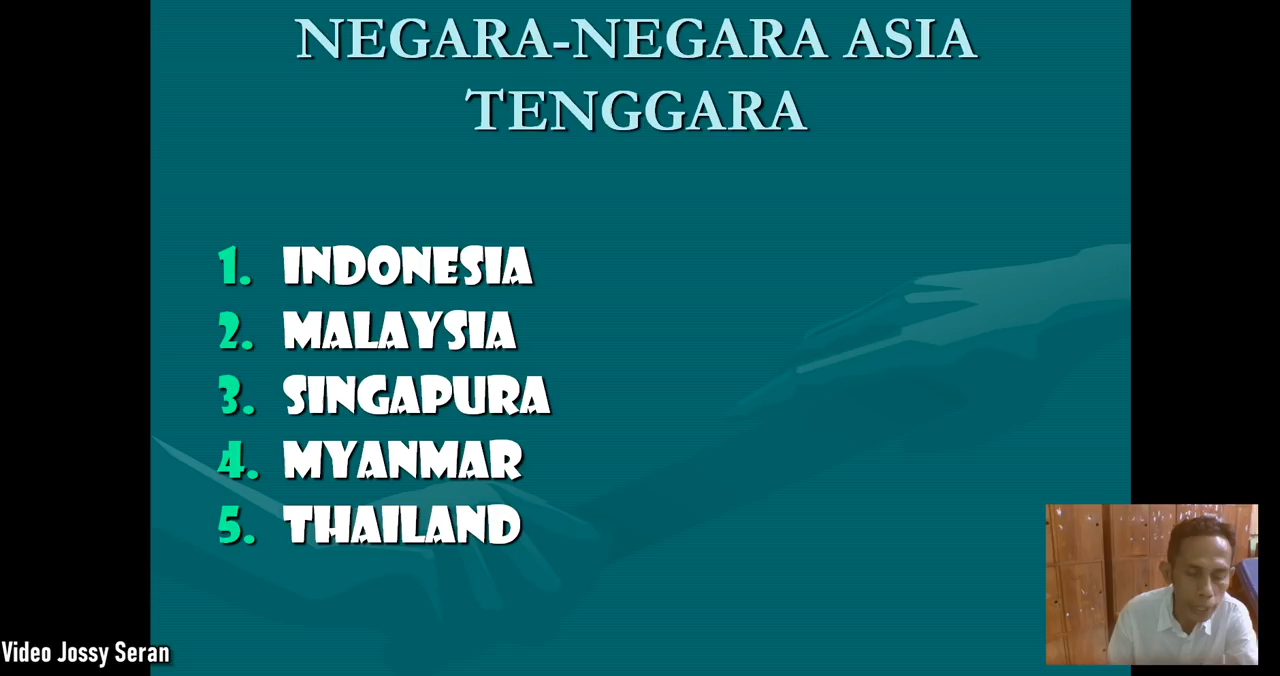 NEGARA-NEGARA ASIA
TENGGARA
1. INDONESIA
2. MALAYSIA
3. SINGAPURA
4. MYANMAR
5. THAILAND
Video Jossy Seran